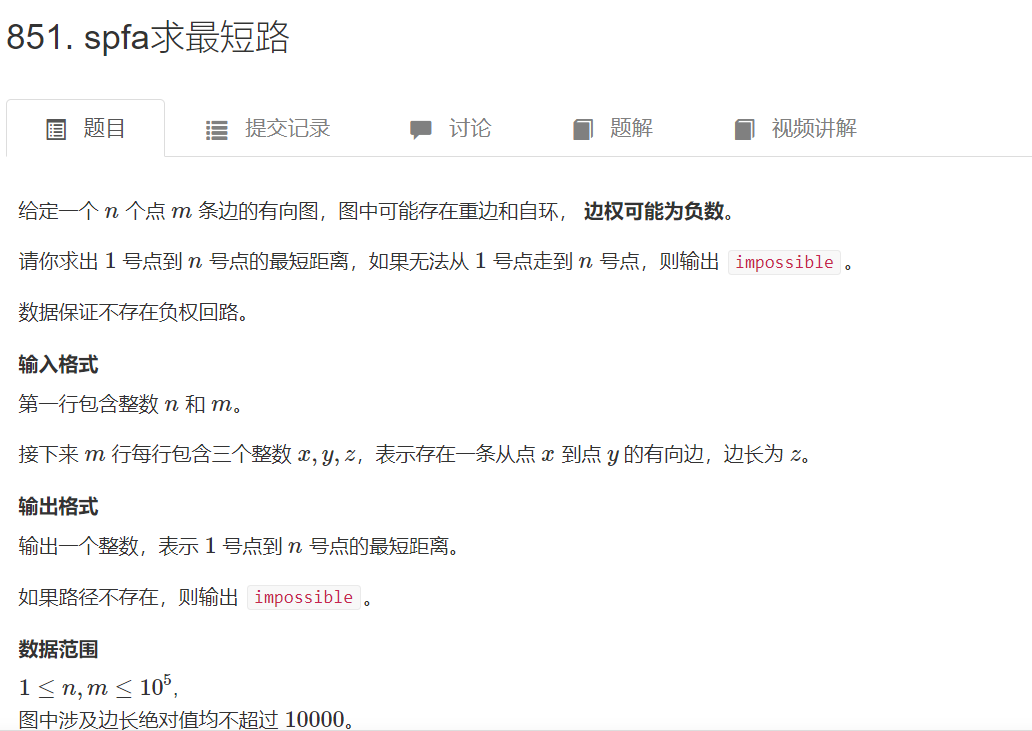 851. spfa求最短路
题目 提交记录 讨论 题解 视频讲解
给定一个 n 个点 m 条边的有向图，图中可能存在重边和自环， 边权可能为负数。
请你求出 1 号点到 n 号点的最短距离，如果无法从 1 号点走到 n 号点，则输出 impossible 。
数据保证不存在负权回路。
输入格式
第一行包含整数 n 和 m。
接下来 m 行每行包含三个整数 x, y, z，表示存在一条从点 x 到点 y 的有向边，边长为 z。
输出格式
输出一个整数，表示 1 号点到 n 号点的最短距离。
如果路径不存在，则输出 impossible 。
数据范围
1 ≤ n, m ≤ 10⁵,
图中涉及边长绝对值均不超过 10000。